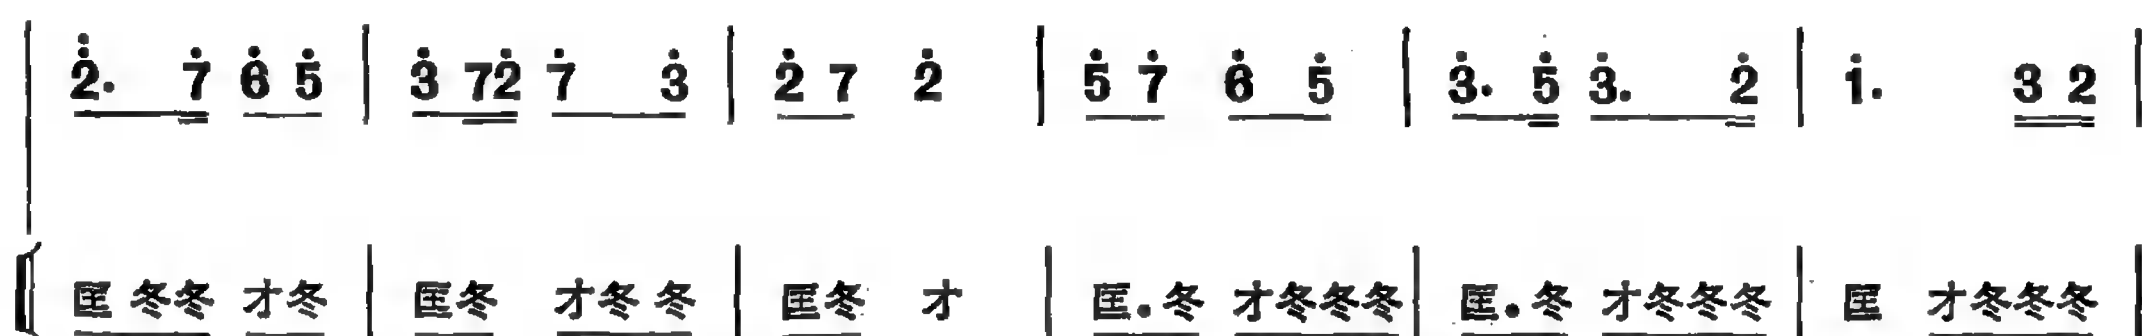 2̈. 7̇ 6̇ 5̇ | 3̇ 72̇ 7̇ 3̇ | 2̇ 7 2̇ | 5̇ 7̇ 6̇ 5̇ | 3̇. 5̇ 3̇. 2̇ | 1̇. 3 2 |
匡 冬冬 才冬 | 匡冬 才冬 冬 | 匡冬 才 | 匡.冬 才冬冬冬 | 匡.冬 才冬冬冬 | 匡 才冬冬冬 |